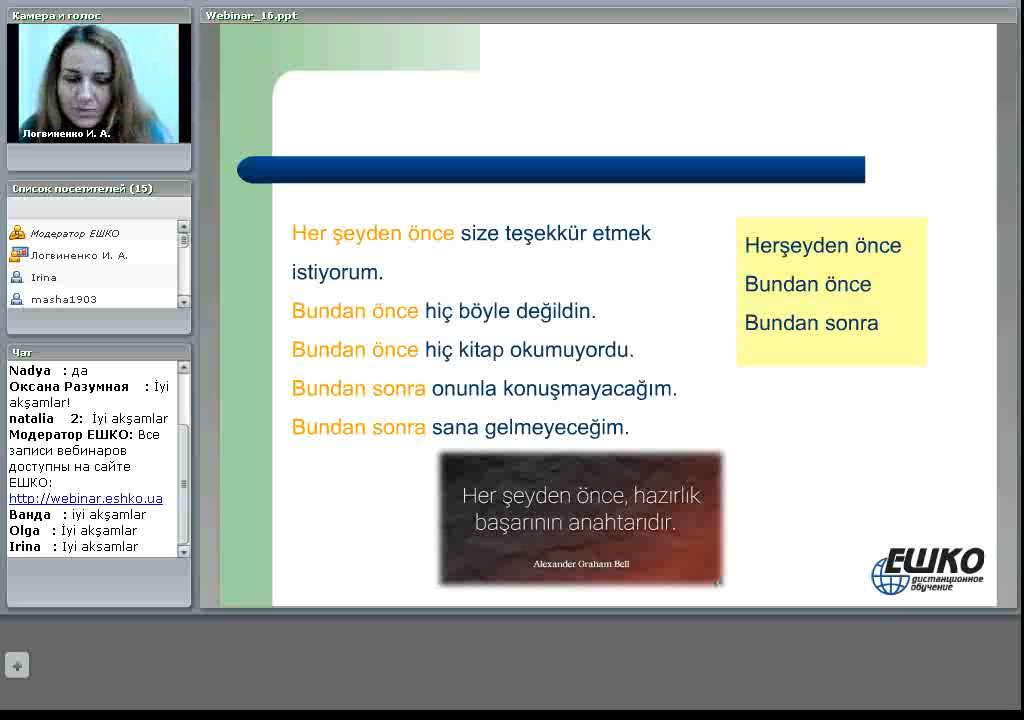 Камера и голос
Логвиненко И. А.
Список посетителей (15)
Модератор ЕШКО
Логвиненко И. А.
Irina
masha1903
Чат
Nadya : да
Оксана Разумная : İyi
akşamlar!
natalia 2: İyi akşamlar
Модератор ЕШКО: Все
записи вебинаров
доступны на сайте
ЕШКО:
http://webinar.eshko.ua
Ванда : iyi akşamlar
Olga : İyi akşamlar
Irina : Iyi aksamlar
Webinar_16.ppt
Her şeyden önce size teşekkür etmek
istiyorum.
Bundan önce hiç böyle değildin.
Bundan önce hiç kitap okumuyordu.
Bundan sonra onunla konuşmayacağım.
Bundan sonra sana gelmeyeceğim.
Herşeyden önce
Bundan önce
Bundan sonra
Her şeyden önce, hazırlık
başarının anahtarıdır.
Alexander Graham Bell
ЕШКО
дистанционное
обучение